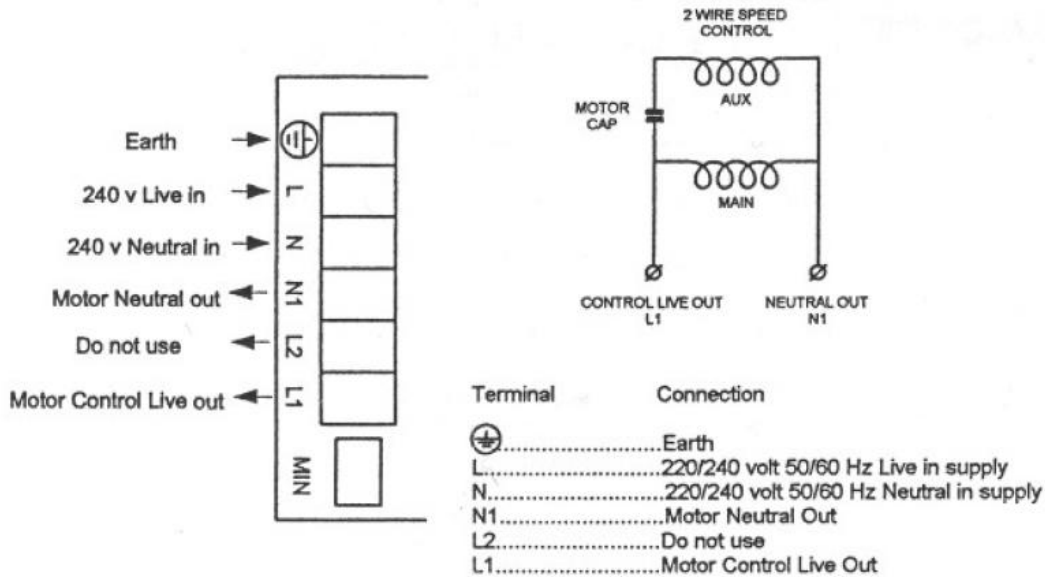 2 WIRE SPEED
CONTROL
AUX
MOTOR
CAP
MAIN
CONTROL LIVE OUT
L1
NEUTRAL OUT
N1
Earth
240 v Live in
L
240 v Neutral in
N
Motor Neutral out
N1
Do not use
L2
Motor Control Live out
L1
MIN
Terminal Connection
..........................Earth
L..........................220/240 volt 50/60 Hz Live in supply
N..........................220/240 volt 50/60 Hz Neutral in supply
N1........................Motor Neutral Out
L2........................Do not use
L1........................Motor Control Live Out